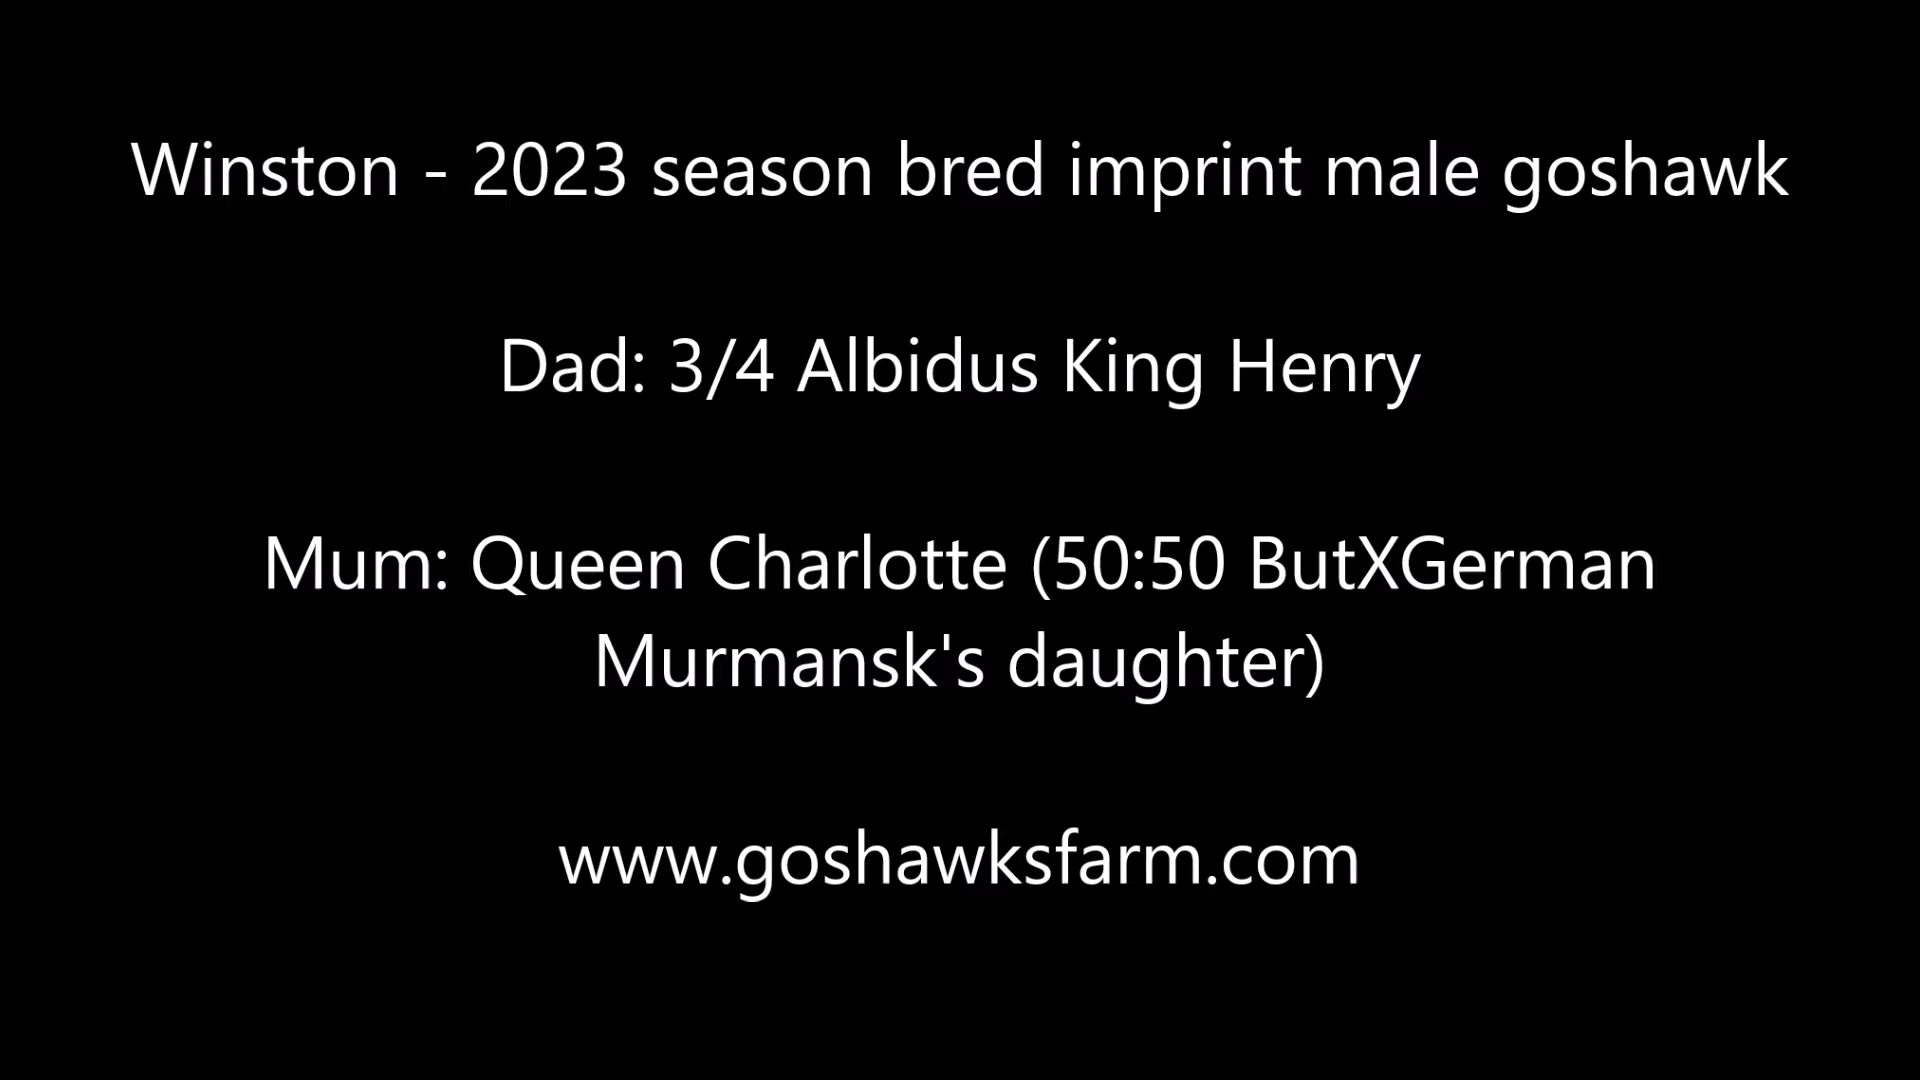 Winston - 2023 season bred imprint male goshawk
Dad: 3/4 Albidus King Henry
Mum: Queen Charlotte (50:50 ButXGerman
Murmansk's daughter)
www.goshawksfarm.com